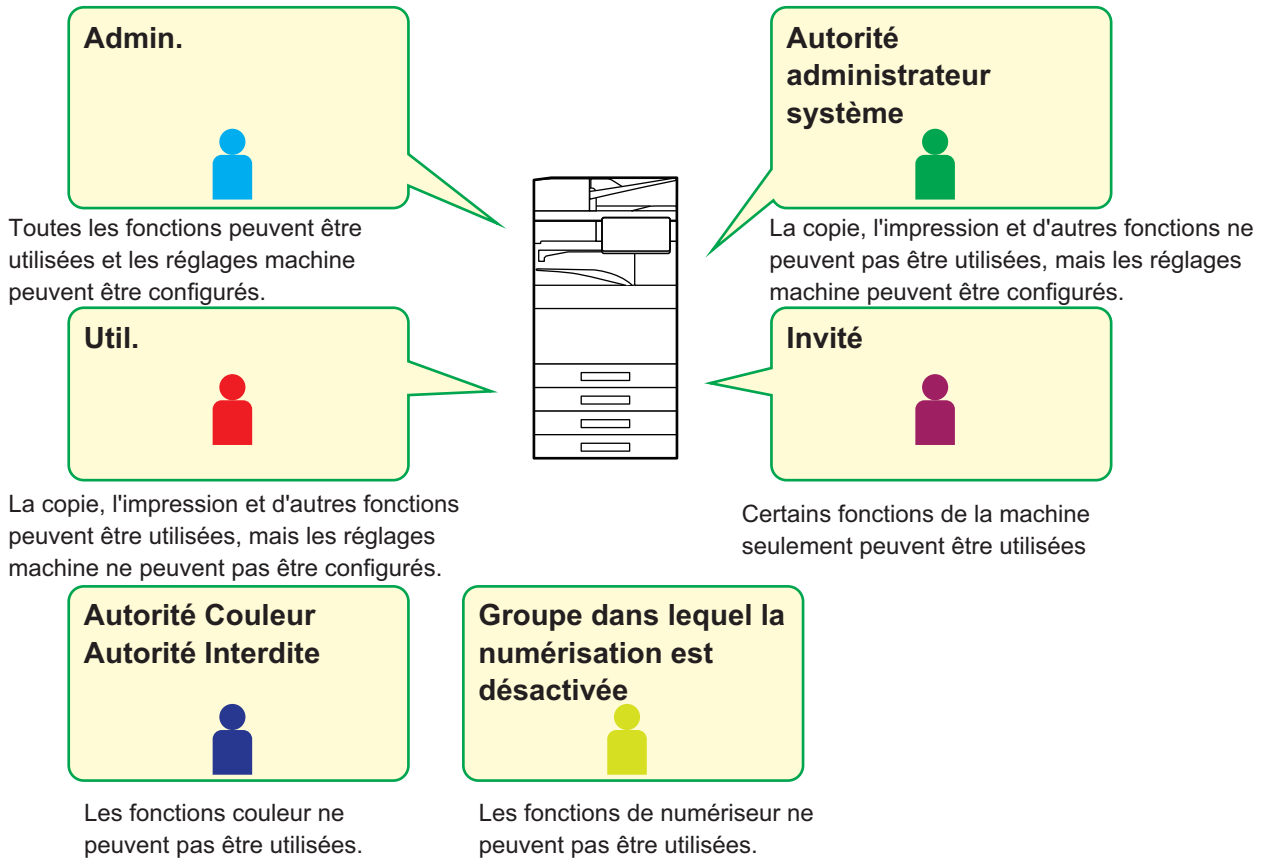 Admin.
Toutes les fonctions peuvent être
utilisées et les réglages machine
peuvent être configurés.
Autorité
administrateur
système
La copie, l'impression et d'autres fonctions ne
peuvent pas être utilisées, mais les réglages
machine peuvent être configurés.
Util.
La copie, l'impression et d'autres fonctions
peuvent être utilisées, mais les réglages
machine ne peuvent pas être configurés.
Invité
Certains fonctions de la machine
seulement peuvent être utilisées
Autorité Couleur
Autorité Interdite
Les fonctions couleur ne
peuvent pas être utilisées.
Groupe dans lequel la
numérisation est
désactivée
Les fonctions de numériseur ne
peuvent pas être utilisées.